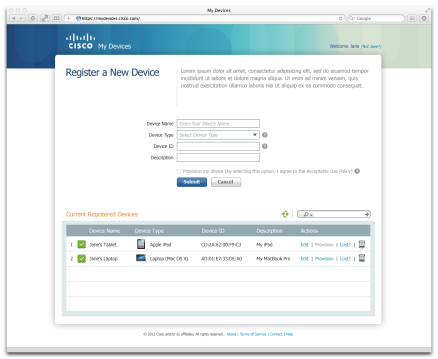 My Devices
https://mydevices.cisco.com/
Google
CISCO My Devices
Welcome Jane (Not Jane?)
Register a New Device
Lorem ipsum dolor sit amet, consectetur adipisicing elit, sed do eiusmod tempor
incididunt ut labore et dolore magna aliqua. Ut enim ad minim veniam, quis
nostrud exercitation ullamco laboris nisi ut aliquip ex ea commodo consequat.
Device Name Enter Your Device Name
Device Type Select Device Type
Device ID
Description
Provision my device (by selecting this option, I agree to the Acceptable Use Policy)
Submit Cancel
Current Registered Devices
Device Name Device Type Device ID Description Actions
1 Jane's Tablet Apple iPad CD:2A:62:00:F9:C3 My iPad Edit | Provision | Lost? |
2 Jane's Laptop Laptop (Mac OS X) AD:01:E7:33:DE:A0 My MacBook Pro Edit | Provision | Lost? |
© 2011 Cisco and/or its affiliates. All rights reserved. About | Terms of Service | Contact | Help